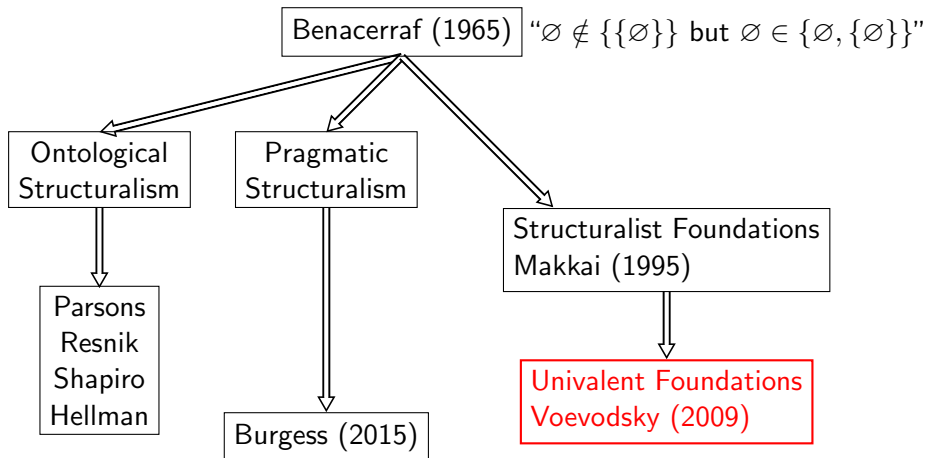 Benacerraf (1965) “∅ ∉ {{∅}} but ∅ ∈ {∅, {∅}}”
Ontological
Structuralism
Pragmatic
Structuralism
Structuralist Foundations
Makkai (1995)
Parsons
Resnik
Shapiro
Hellman
Univalent Foundations
Voevodsky (2009)
Burgess (2015)